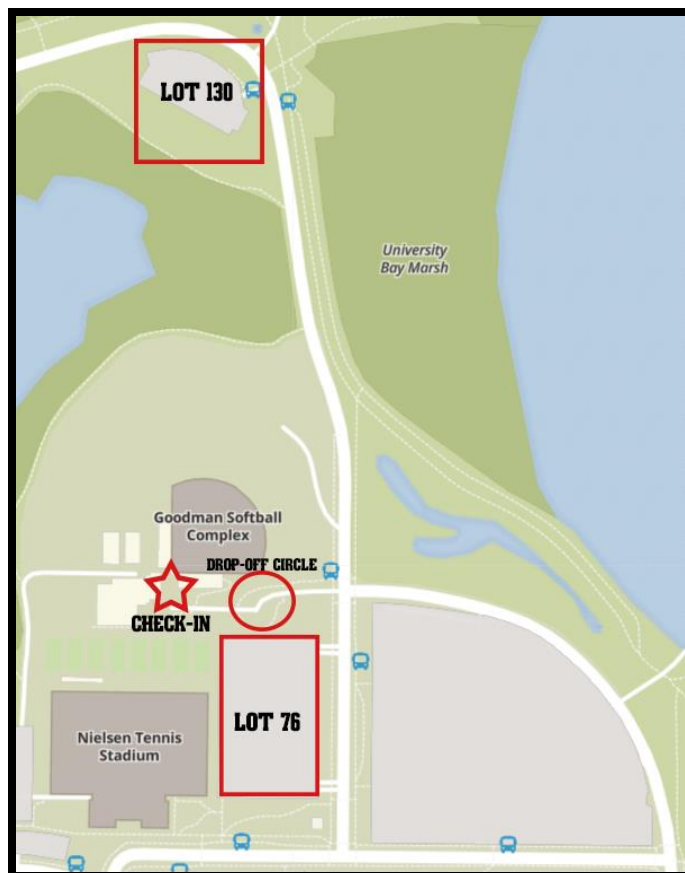 LOT 130
University
Bay Marsh
Goodman Softball
Complex
DROP-OFF CIRCLE
CHECK-IN
LOT 76
Nielsen Tennis
Stadium